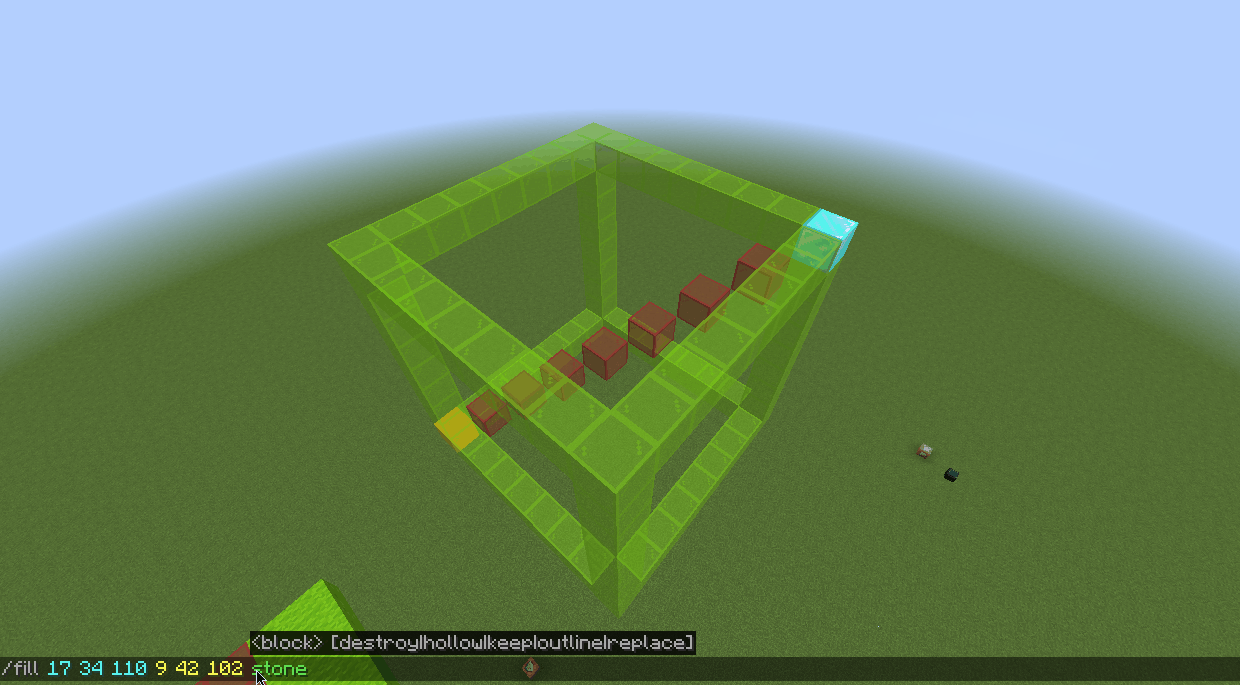 <block> [destroy|hollow|keep|outline|replace]
/fill 17 34 110 9 42 102 stone